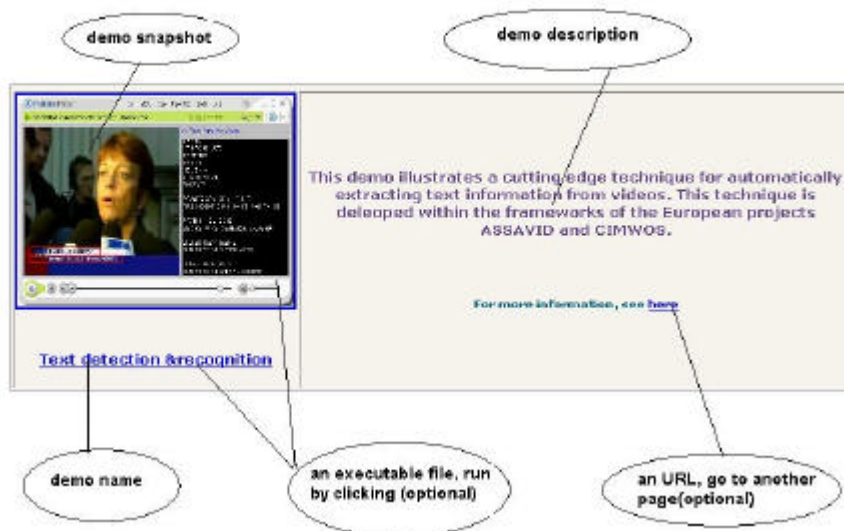 demo snapshot
demo description
This demo illustrates a cutting edge technique for automatically
extracting text information from videos. This technique is
deleoped within the frameworks of the European projects
ASSAVID and CIMWOS.
For more information, see here
Text detection &recognition
demo name
an executable file, run
by clicking (optional)
an URL, go to another
page(optional)